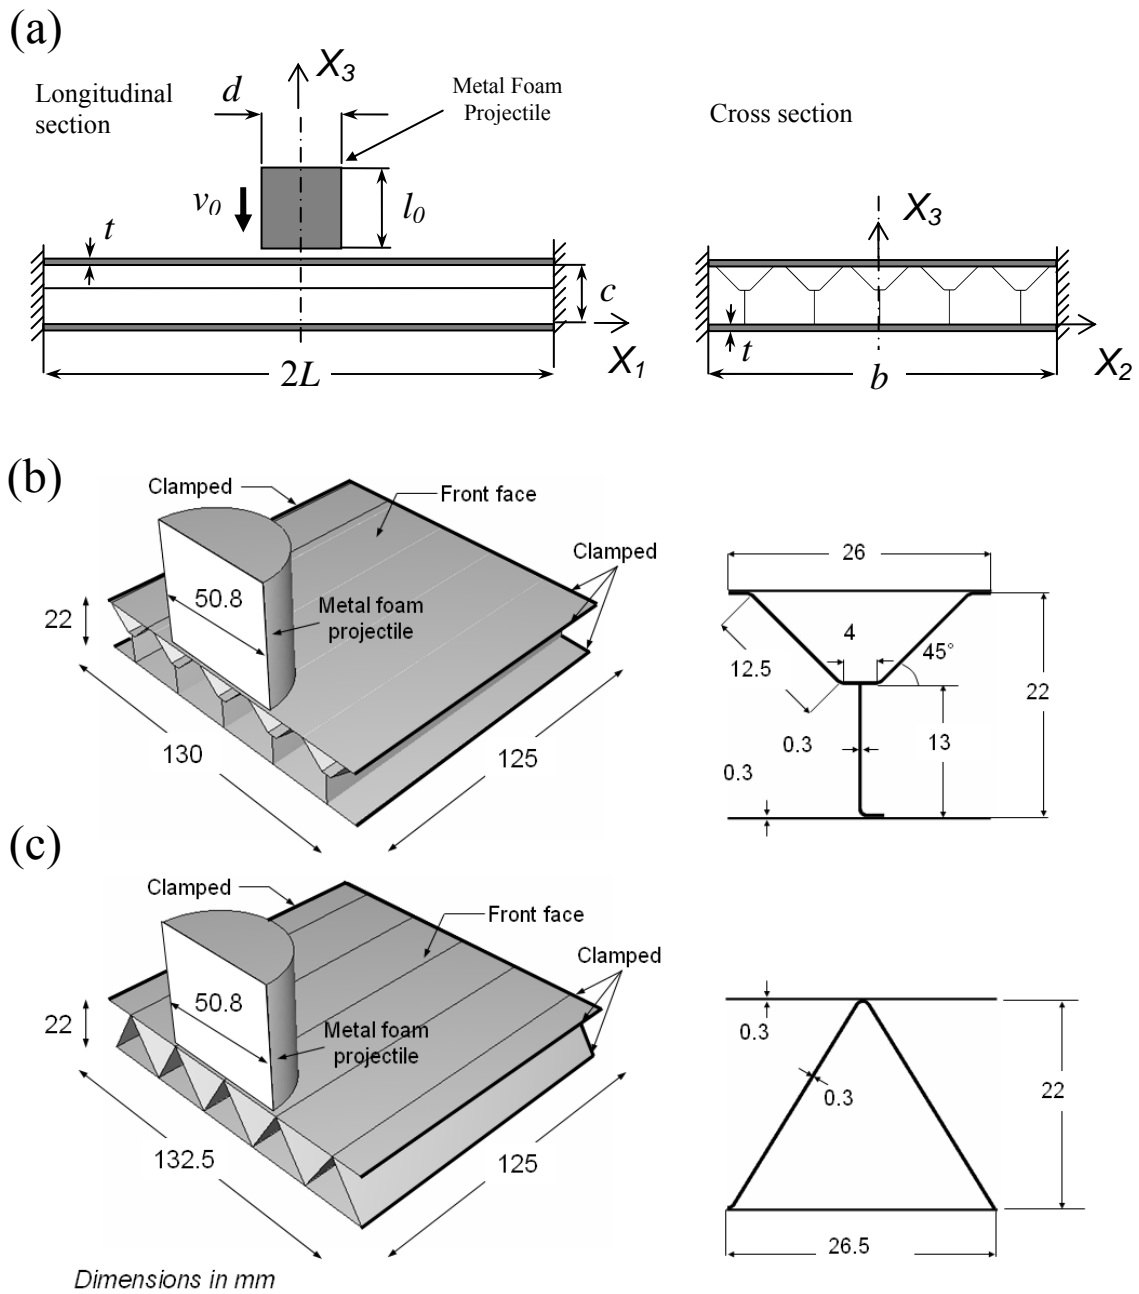 (a)
Longitudinal
section
X3
d
Metal Foam
Projectile
Cross section
v0
l0
t
c
X1
2L
X3
t
b
X2
(b)
Clamped
Front face
Clamped
50.8
Metal foam
projectile
22
130
125
26
4
45°
12.5
22
0.3
13
0.3
(c)
Clamped
Front face
Clamped
50.8
Metal foam
projectile
22
132.5
125
0.3
0.3
22
26.5
Dimensions in mm